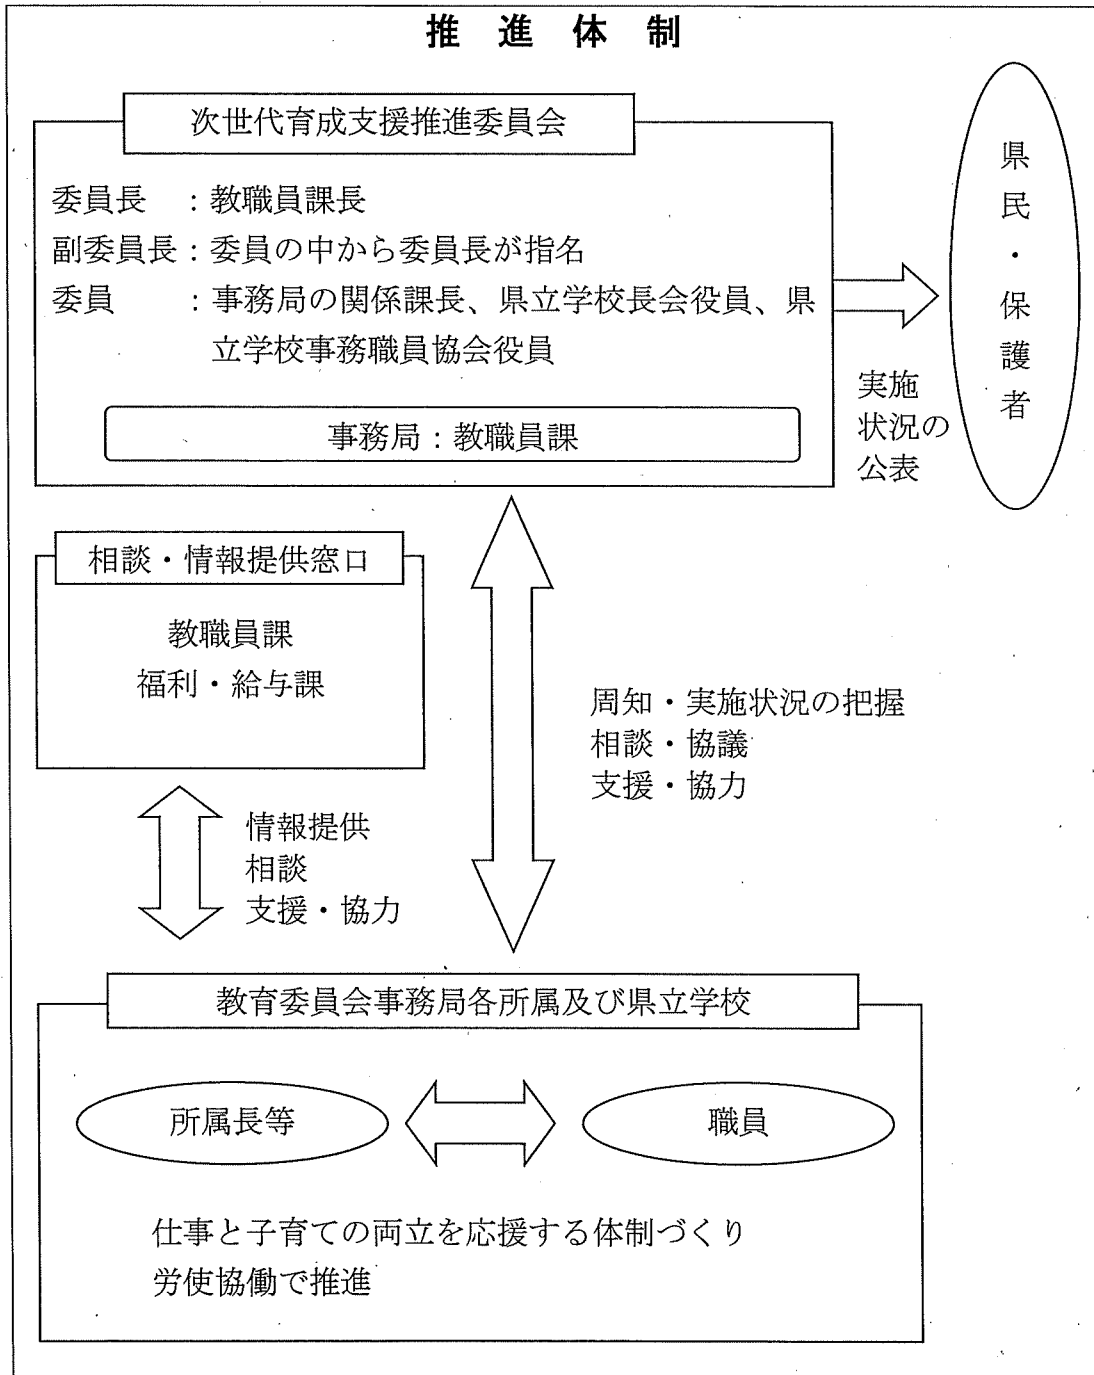 推進体制
次世代育成支援推進委員会
委員長　：教職員課長
副委員長：委員の中から委員長が指名
委員　　：事務局の関係課長、県立学校長会役員、県
立学校事務職員協会役員
事務局：教職員課
県民・保護者
実施
状況の
公表
相談・情報提供窓口
教職員課
福利・給与課
周知・実施状況の把握
相談・協議
支援・協力
情報提供
相談
支援・協力
教育委員会事務局各所属及び県立学校
所属長等
職員
仕事と子育ての両立を応援する体制づくり
労使協働で推進